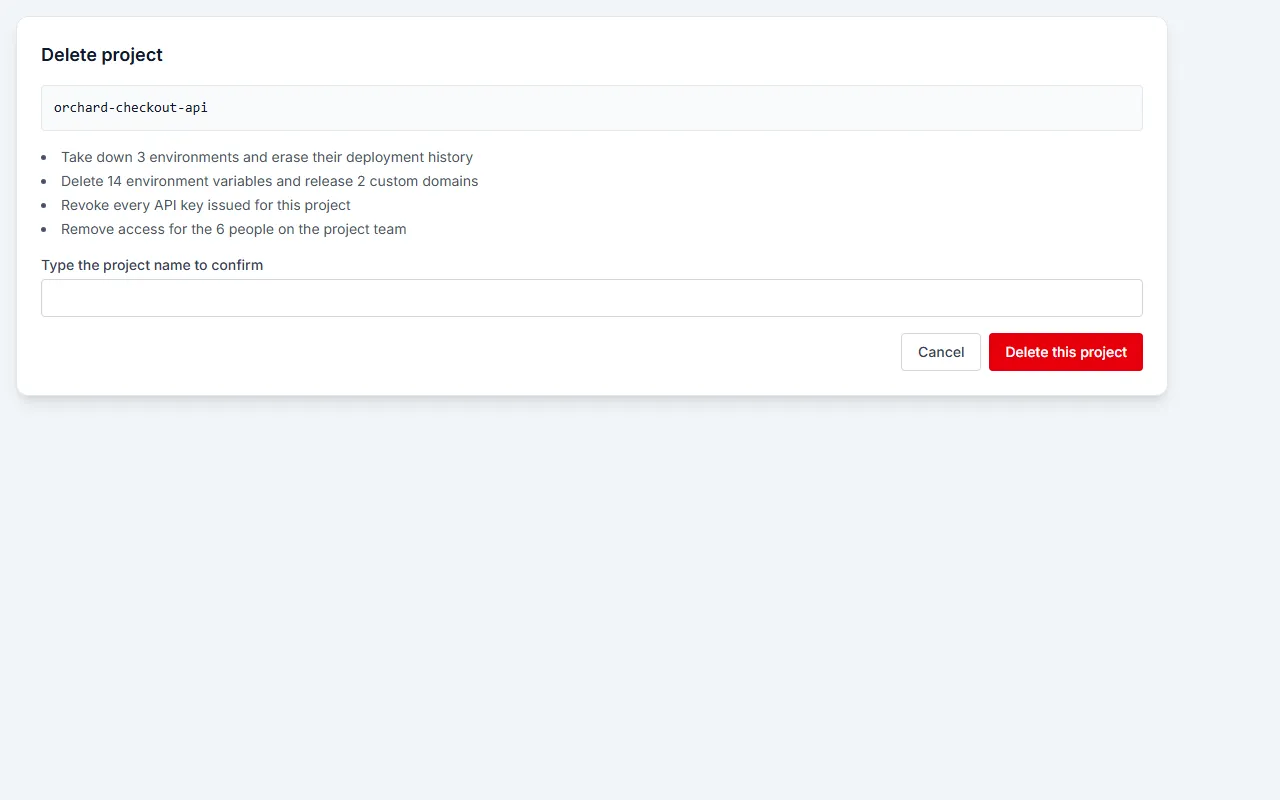 Delete project
orchard-checkout-api
Take down 3 environments and erase their deployment history
Delete 14 environment variables and release 2 custom domains
Revoke every API key issued for this project
Remove access for the 6 people on the project team
Type the project name to confirm
Cancel
Delete this project